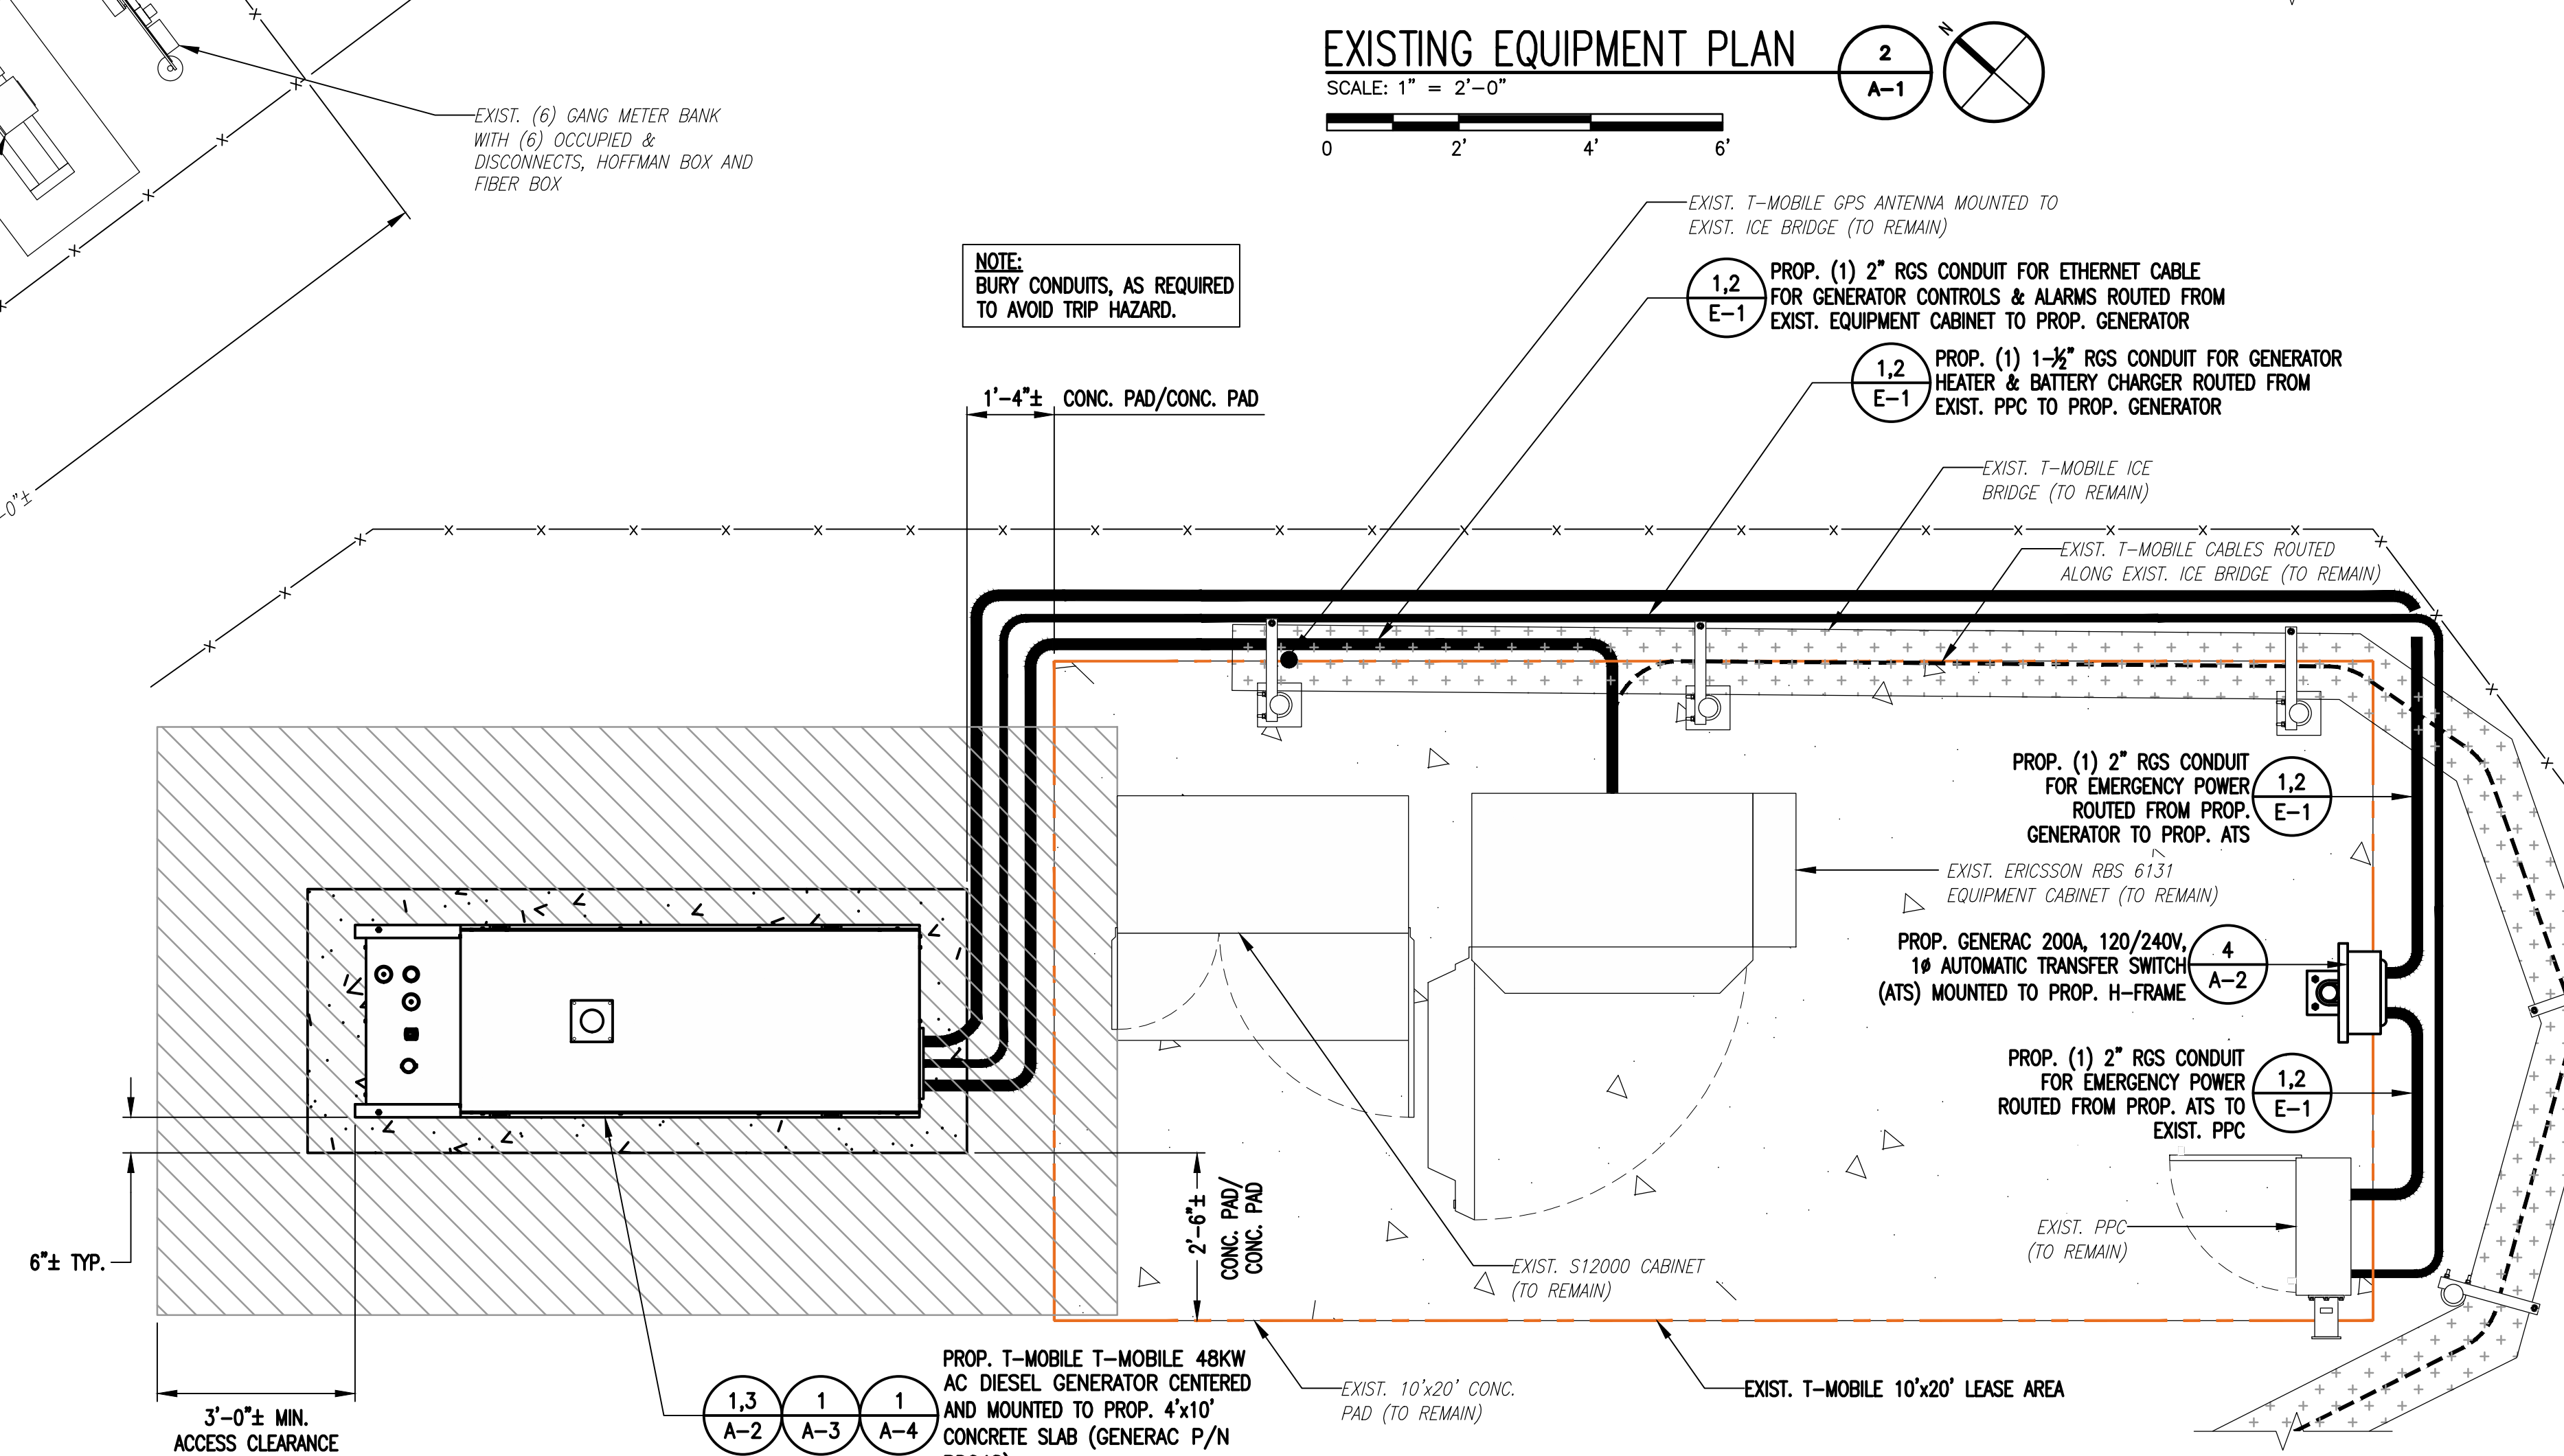 EXISTING EQUIPMENT PLAN
2
A-1
N
SCALE: 1" = 2'-0"
0
2'
4'
6'
EXIST. (6) GANG METER BANK
WITH (6) OCCUPIED &
DISCONNECTS, HOFFMAN BOX AND
FIBER BOX
-0"±
NOTE:
BURY CONDUITS, AS REQUIRED
TO AVOID TRIP HAZARD.
EXIST. T-MOBILE GPS ANTENNA MOUNTED TO
EXIST. ICE BRIDGE (TO REMAIN)
1,2
E-1
PROP. (1) 2" RGS CONDUIT FOR ETHERNET CABLE
FOR GENERATOR CONTROLS & ALARMS ROUTED FROM
EXIST. EQUIPMENT CABINET TO PROP. GENERATOR
1,2
E-1
PROP. (1) 1-½" RGS CONDUIT FOR GENERATOR
HEATER & BATTERY CHARGER ROUTED FROM
EXIST. PPC TO PROP. GENERATOR
1'-4"± CONC. PAD/CONC. PAD
EXIST. T-MOBILE ICE
BRIDGE (TO REMAIN)
EXIST. T-MOBILE CABLES ROUTED
ALONG EXIST. ICE BRIDGE (TO REMAIN)
PROP. (1) 2" RGS CONDUIT
FOR EMERGENCY POWER
ROUTED FROM PROP.
GENERATOR TO PROP. ATS
1,2
E-1
EXIST. ERICSSON RBS 6131
EQUIPMENT CABINET (TO REMAIN)
PROP. GENERAC 200A, 120/240V,
1ø AUTOMATIC TRANSFER SWITCH
(ATS) MOUNTED TO PROP. H-FRAME
4
A-2
PROP. (1) 2" RGS CONDUIT
FOR EMERGENCY POWER
ROUTED FROM PROP. ATS TO
EXIST. PPC
1,2
E-1
EXIST. PPC
(TO REMAIN)
EXIST. S12000 CABINET
(TO REMAIN)
2'-6"±
CONC. PAD/
CONC. PAD
6"± TYP.
3'-0"± MIN.
ACCESS CLEARANCE
1,3
A-2
1
A-3
1
A-4
PROP. T-MOBILE T-MOBILE 48KW
AC DIESEL GENERATOR CENTERED
AND MOUNTED TO PROP. 4'x10'
CONCRETE SLAB (GENERAC P/N
EXIST. 10'x20' CONC.
PAD (TO REMAIN)
EXIST. T-MOBILE 10'x20' LEASE AREA